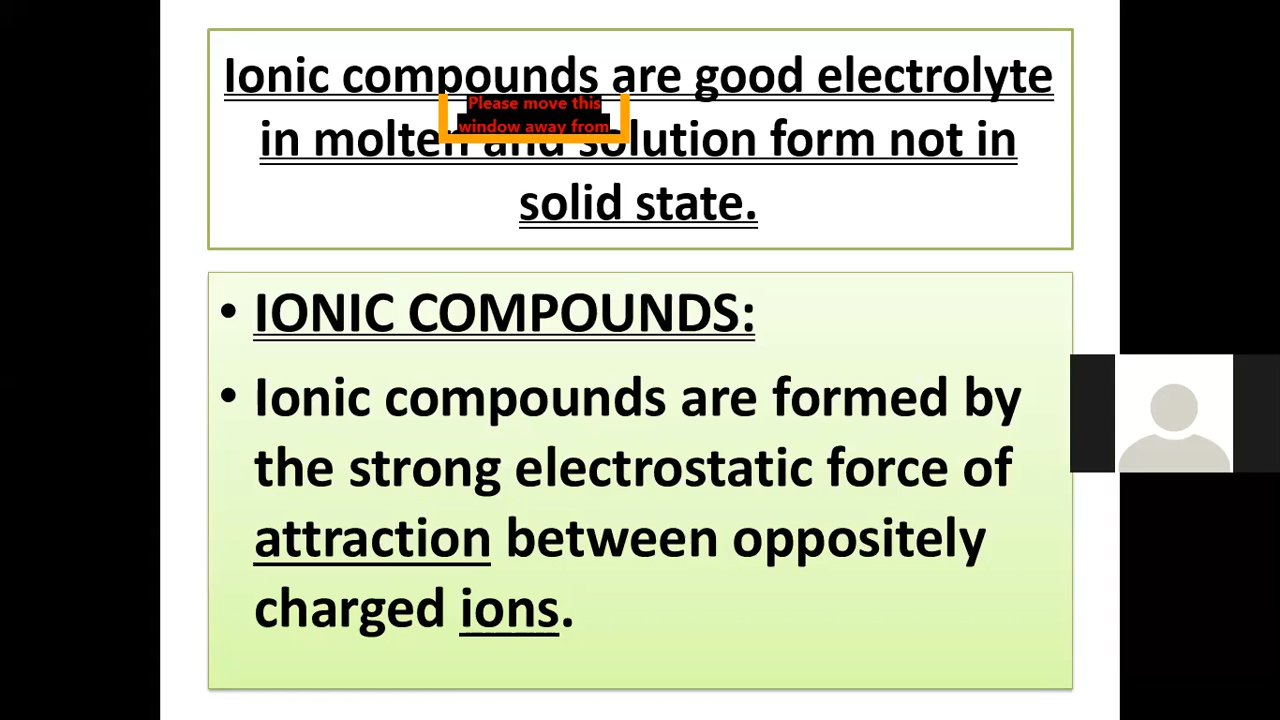 Ionic compounds are good electrolyte
Please move this
window away from
in molten and solution form not in
solid state.
• IONIC COMPOUNDS:
• Ionic compounds are formed by
the strong electrostatic force of
attraction between oppositely
charged ions.